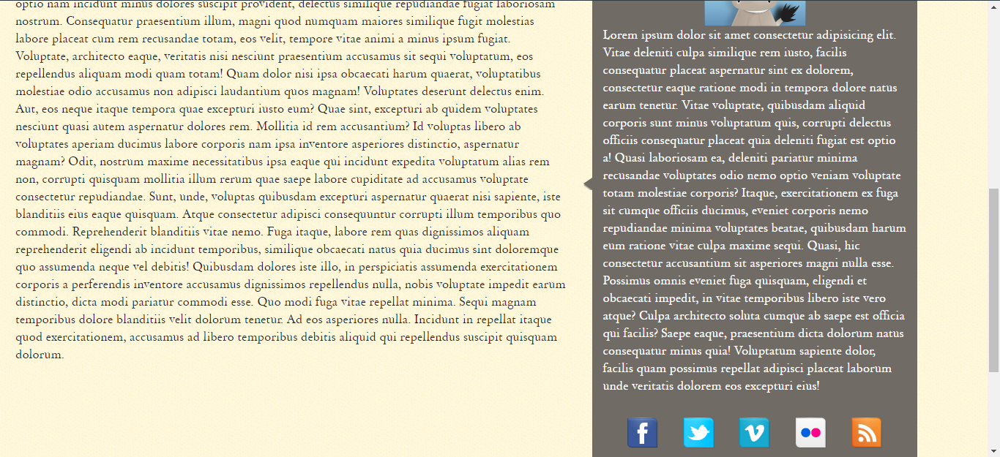 optio nam incidunt minus dolores suscipit provident, delectus similique repudiandae fugiat laboriosam
nostrum. Consequatur praesentium illum, magni quod numquam maiores similique fugit molestias
labore placeat cum rem recusandae totam, eos velit, tempore vitae animi a minus ipsum fugiat.
Voluptate, architecto eaque, veritatis nisi nesciunt praesentium accusamus sit sequi voluptatum, eos
repellendus aliquam modi quam totam! Quam dolor nisi ipsa obcaecati harum quaerat, voluptatibus
molestiae odio accusamus non adipisci laudantium quos magnam! Voluptates deserunt delectus enim.
Aut, eos neque itaque tempora quae excepturi iusto eum? Quae sint, excepturi ab quidem voluptates
nesciunt quasi autem aspernatur dolores rem. Mollitia id rem accusantium? Id voluptas libero ab
voluptates aperiam ducimus labore corporis nam ipsa inventore asperiores distinctio, aspernatur
magnam? Odit, nostrum maxime necessitatibus ipsa eaque qui incidunt expedita voluptatum alias rem
non, corrupti quisquam mollitia illum rerum quae saepe labore cupiditate ad accusamus voluptate
consectetur repudiandae. Sunt, unde, voluptas quibusdam excepturi aspernatur quaerat nisi sapiente, iste
blanditiis eius eaque quisquam. Atque consectetur adipisci consequuntur corrupti illum temporibus quo
commodi. Reprehenderit blanditiis vitae nemo. Fuga itaque, labore rem quas dignissimos aliquam
reprehenderit eligendi ab incidunt temporibus, similique obcaecati natus quia ducimus sint doloremque
quo assumenda neque vel debitis! Quibusdam dolores iste illo, in perspiciatis assumenda exercitationem
corporis a perferendis inventore accusamus dignissimos repellendus nulla, nobis voluptate impedit earum
distinctio, dicta modi pariatur commodi esse. Quo modi fuga vitae repellat minima. Sequi magnam
temporibus dolore blanditiis velit dolorum tenetur. Ad eos asperiores nulla. Incidunt in repellat itaque
quod exercitationem, accusamus ad libero temporibus debitis aliquid qui repellendus suscipit quisquam
dolorum.
Lorem ipsum dolor sit amet consectetur adipisicing elit.
Vitae deleniti culpa similique rem iusto, facilis
consequatur placeat aspernatur sint ex dolorem,
consectetur eaque ratione modi in tempora dolore natus
earum tenetur. Vitae voluptate, quibusdam aliquid
corporis sunt minus voluptatum quis, corrupti delectus
officiis consequatur placeat quia deleniti fugiat est optio
a! Quasi laboriosam ea, deleniti pariatur minima
recusandae voluptates odio nemo optio veniam voluptate
totam molestiae corporis? Itaque, exercitationem ex fuga
sit cumque officiis ducimus, eveniet corporis nemo
repudiandae minima voluptates beatae, quibusdam harum
eum ratione vitae culpa maxime sequi. Quasi, hic
consectetur accusantium sit asperiores magni nulla esse.
Possimus omnis eveniet fuga quisquam, eligendi et
obcaecati impedit, in vitae temporibus libero iste vero
atque? Culpa architecto soluta cumque ab saepe est officia
qui facilis? Saepe eaque, praesentium dicta dolorum natus
consequatur minus quia! Voluptatum sapiente dolor,
facilis quam possimus repellat adipisci placeat laborum
unde veritatis dolorem eos excepturi eius!